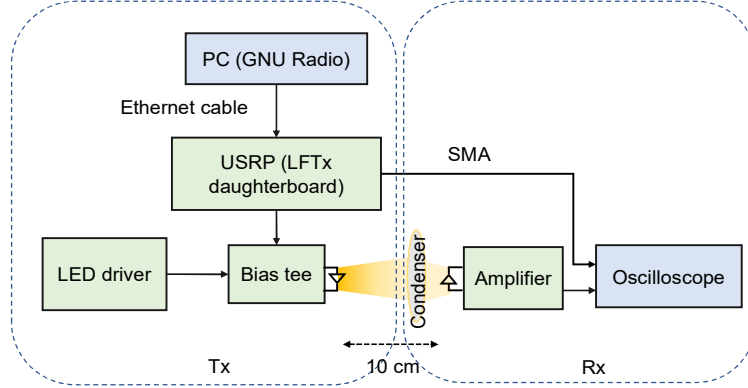 PC (GNU Radio)
Ethernet cable
USRP (LFTx
daughterboard)
SMA
LED driver
Bias tee
Condenser
Amplifier
Oscilloscope
10 cm
Tx
Rx